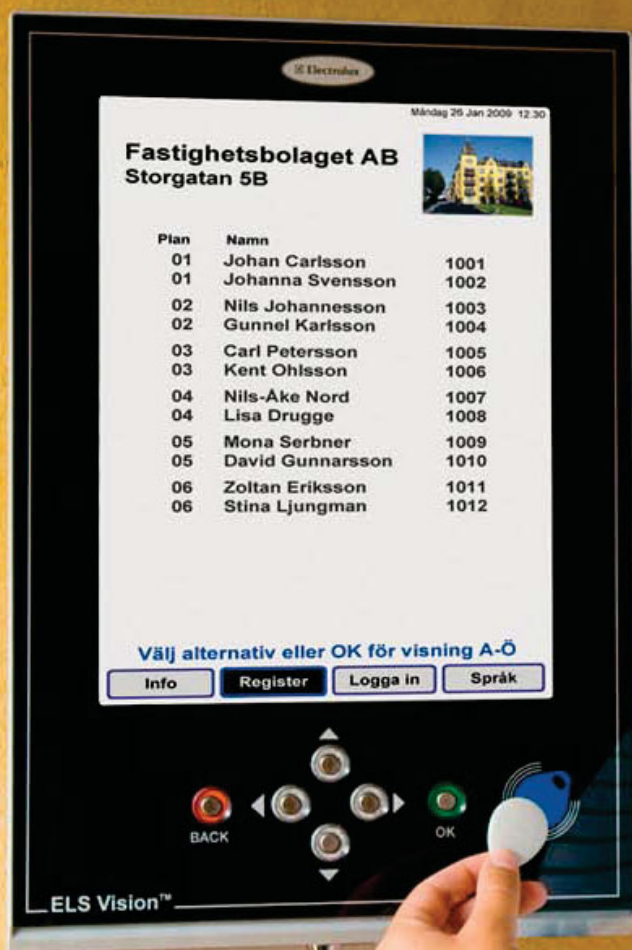 Electrolux
Måndag 26 Jan 2009 12.30
Fastighetsbolaget AB
Storgatan 5B
Plan Namn
01 Johan Carlsson 1001
01 Johanna Svensson 1002
02 Nils Johannesson 1003
02 Gunnel Karlsson 1004
03 Carl Petersson 1005
03 Kent Ohlsson 1006
04 Nils-Åke Nord 1007
04 Lisa Drugge 1008
05 Mona Serbner 1009
05 David Gunnarsson 1010
06 Zoltan Eriksson 1011
06 Stina Ljungman 1012
Välj alternativ eller OK för visning A-Ö
Info Register Logga in Språk
BACK OK
ELS Vision™